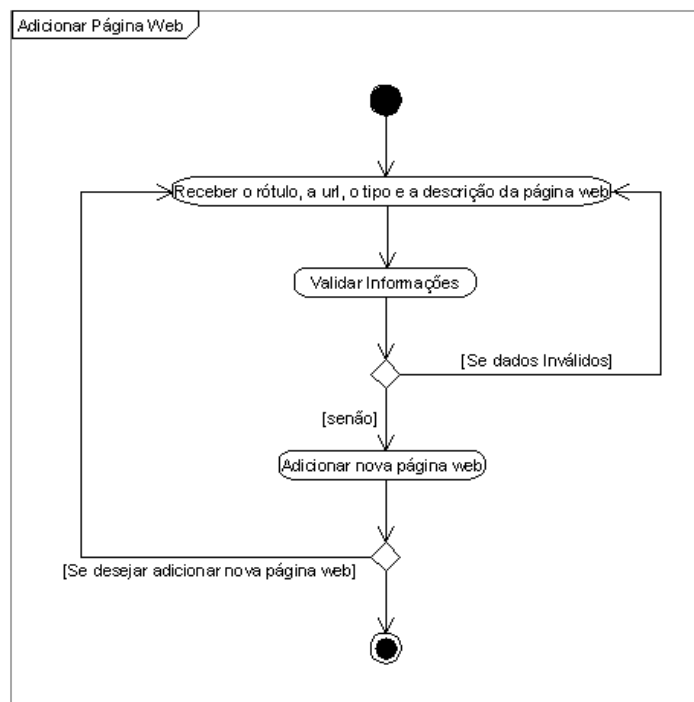 Adicionar Página Web
Receber o rótulo, a url, o tipo e a descrição da página web
Validar Informações
[Se dados Inválidos]
[senão]
Adicionar nova página web
[Se desejar adicionar nova página web]